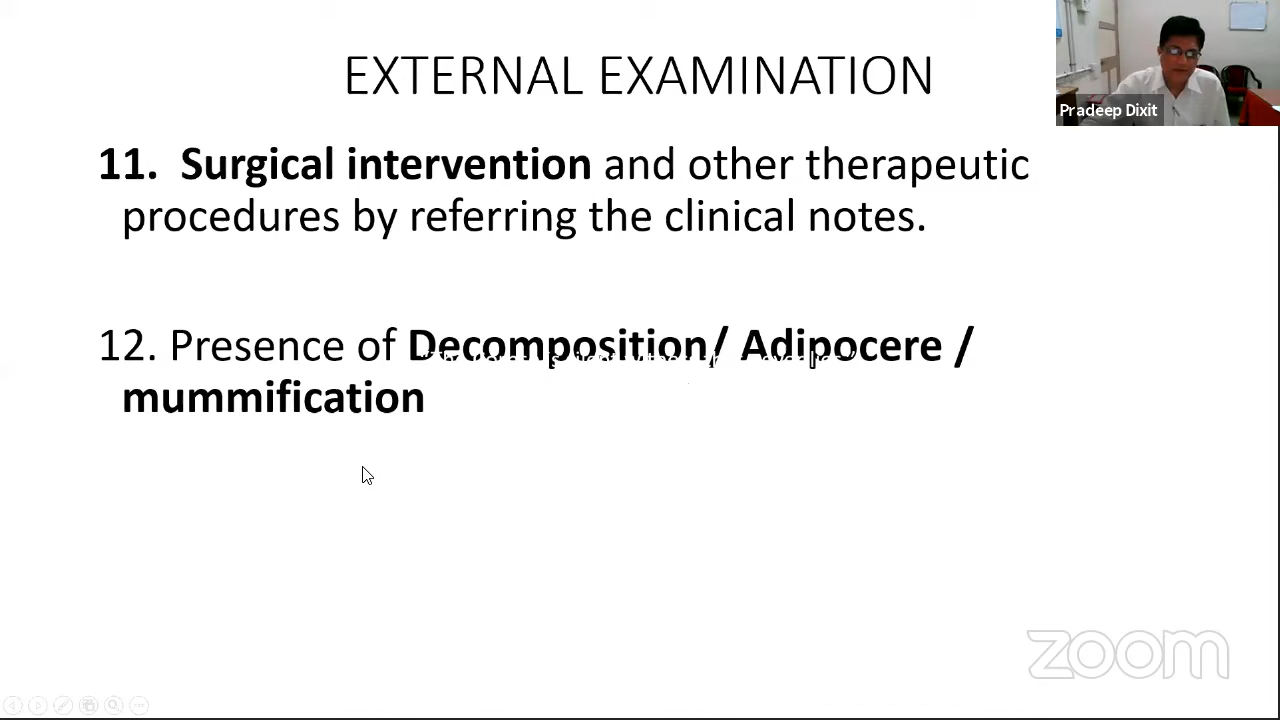 EXTERNAL EXAMINATION
Pradeep Dixit
11. Surgical intervention and other therapeutic
procedures by referring the clinical notes.
12. Presence of Decomposition/ Adipocere /
mummification
zoom